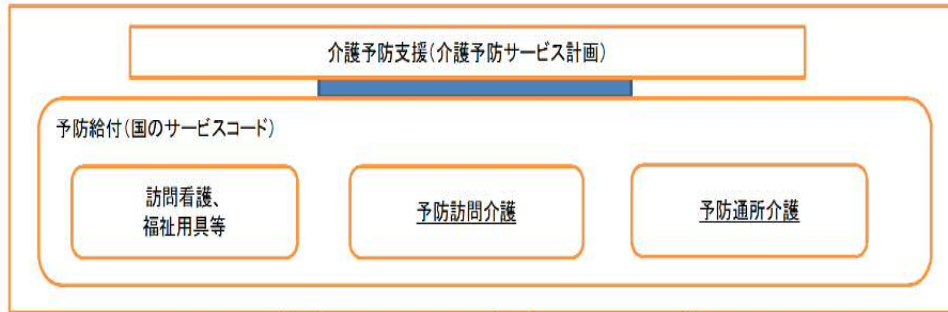 介護予防支援(介護予防サービス計画)
予防給付(国のサービスコード)
訪問看護、
福祉用具等
予防訪問介護
予防通所介護